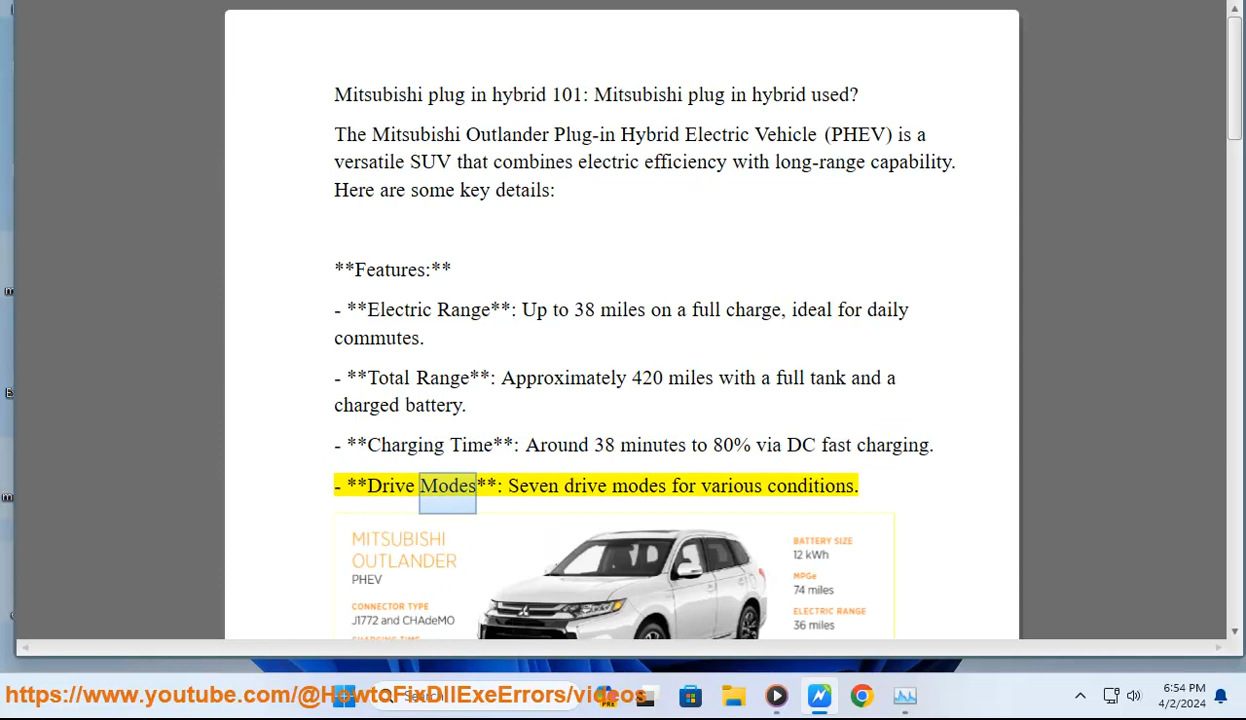 Mitsubishi plug in hybrid 101: Mitsubishi plug in hybrid used?
The Mitsubishi Outlander Plug-in Hybrid Electric Vehicle (PHEV) is a
versatile SUV that combines electric efficiency with long-range capability.
Here are some key details:
**Features:**
- **Electric Range**: Up to 38 miles on a full charge, ideal for daily
commutes.
- **Total Range**: Approximately 420 miles with a full tank and a
charged battery.
- **Charging Time**: Around 38 minutes to 80% via DC fast charging.
- **Drive Modes**: Seven drive modes for various conditions.
MITSUBISHI
OUTLANDER
PHEV
CONNECTOR TYPE
J1772 and CHAdeMO
BATTERY SIZE
12 kWh
MPGe
74 miles
ELECTRIC RANGE
36 miles
https://www.youtube.com/@HowtoFixDllExeErrors/videos
6:54 PM
4/2/2024